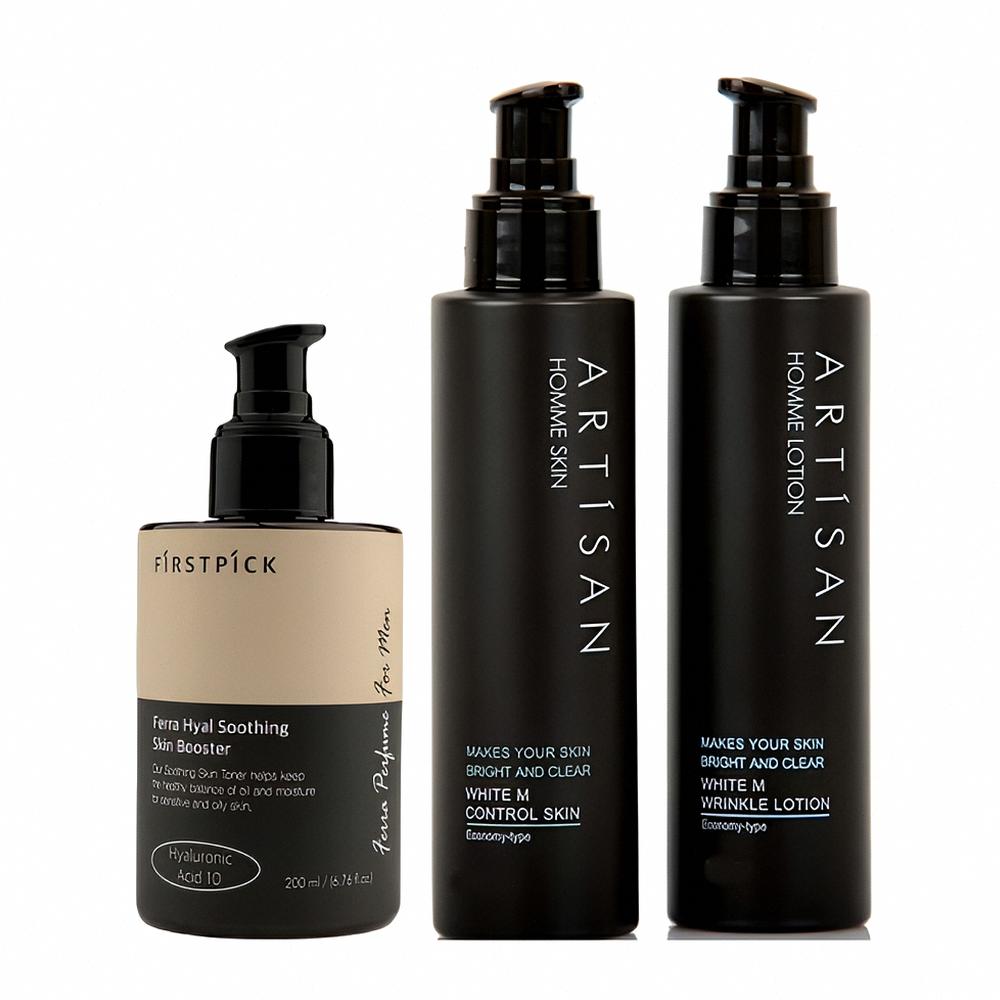 FÍRSTPÍCK
Ferra Perfume For Men
Ferra Hyal Soothing
Skin Booster
Our Soothing Skin Toner helps keep
the healthy balance of oil and moisture
for sensitive and oily skin.
Hyaluronic
Acid 10
200 ml / (6.76 fl.oz)
ARTÍSAN
HOMME SKIN
MAKES YOUR SKIN
BRIGHT AND CLEAR
WHITE M
CONTROL SKIN
Economy-type
ARTÍSAN
HOMME LOTION
MAKES YOUR SKIN
BRIGHT AND CLEAR
WHITE M
WRINKLE LOTION
Economy-type